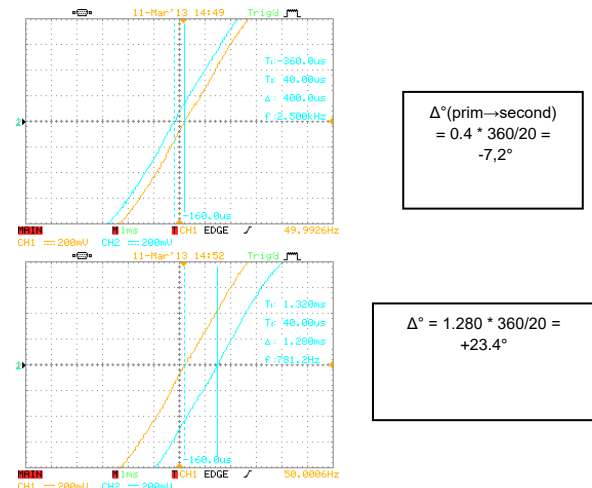 11-Mar'13 14:49 Trig'd
T₁:-360.0us
T₂ 40.00us
Δ: 400.0us
f:2.500kHz
2
-160.0us
MAIN M 1ms T CH1 EDGE 49.9926Hz
CH1 200mV CH2 200mV
Δ°(prim→second)
= 0.4 * 360/20 =
-7,2°
11-Mar'13 14:52 Trig'd
T₁: 1.320ms
T₂ 40.00us
Δ: 1.280ms
f:781.2Hz
2
-160.0us
MAIN M 1ms T CH1 EDGE 50.0006Hz
CH1 200mV CH2 200mV
Δ° = 1.280 * 360/20 =
+23.4°